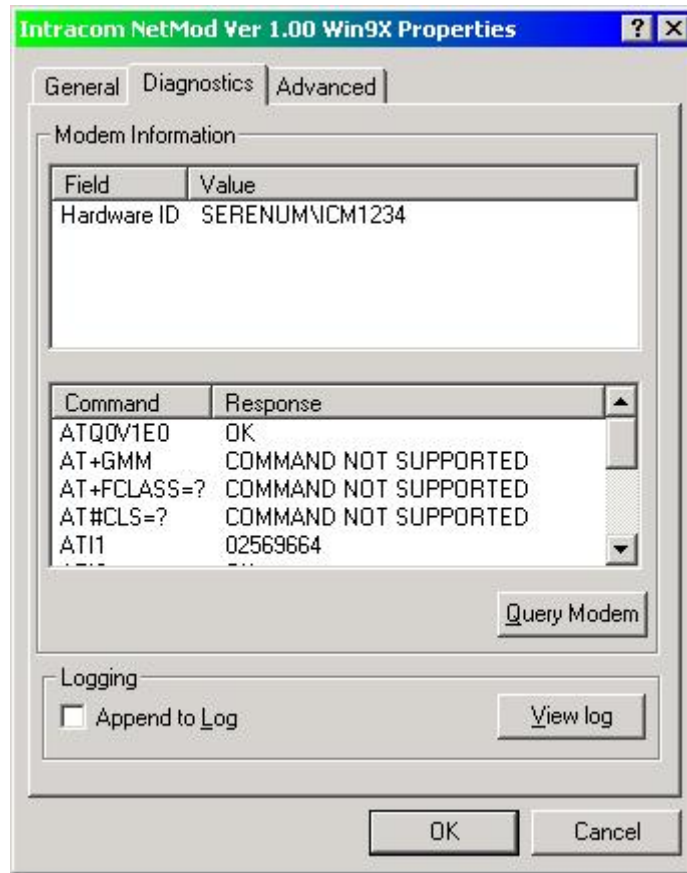 Intracom NetMod Ver 1.00 Win9X Properties
General Diagnostics Advanced
Modem Information
Field Value
Hardware ID SERENUM\ICM1234
Command Response
ATQ0V1E0 OK
AT+GMM COMMAND NOT SUPPORTED
AT+FCLASS=? COMMAND NOT SUPPORTED
AT#CLS=? COMMAND NOT SUPPORTED
ATI1 02569664
Query Modem
Logging
Append to Log View log
OK Cancel